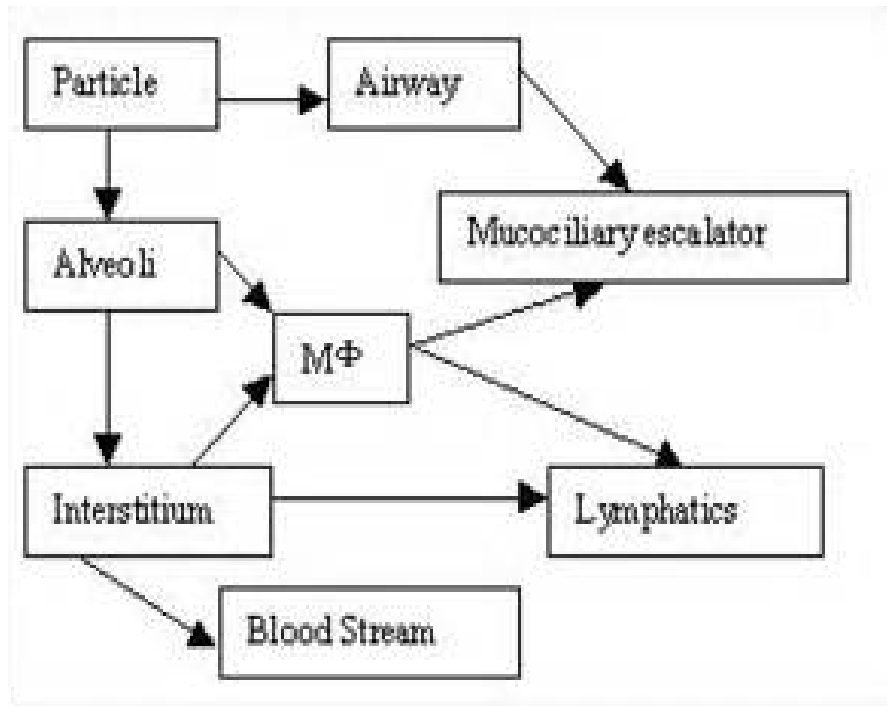 Particle
Airway
Mucociliary escalator
Alveoli
MΦ
Interstitium
Lymphatics
Blood Stream